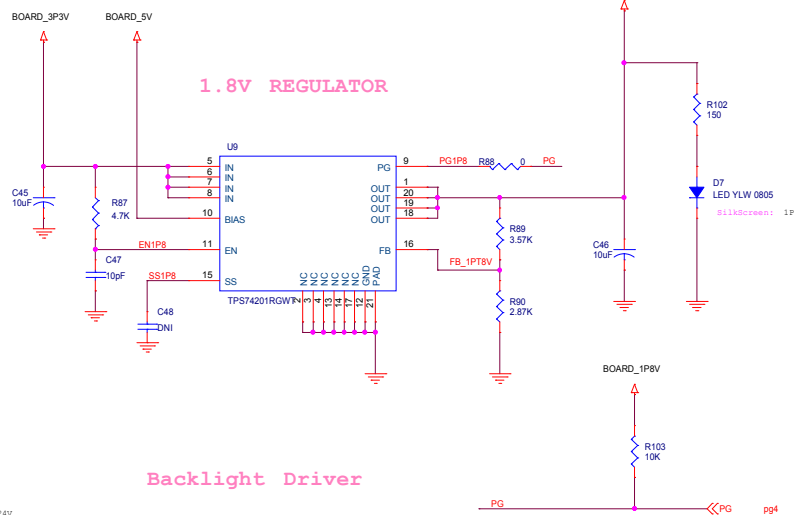 BOARD_3P3V
BOARD_5V
1.8V REGULATOR
U9
5 IN
6 IN
7 IN
8 IN
10 BIAS
11 EN
15 SS
PG 9
OUT 1
OUT 20
OUT 19
OUT 18
FB 16
NC 2
NC 3
NC 4
NC 13
NC 14
NC 17
GND 12
PAD 21
TPS74201RGWT
C45
10uF
R87
4.7K
EN1P8
C47
10pF
SS1P8
C48
DNI
PG1P8
R88
0
PG
R89
3.57K
FB_1PT8V
R90
2.87K
C46
10uF
R102
150
D7
LED YLW 0805
SilkScreen: 1P
BOARD_1P8V
R103
10K
Backlight Driver
PG
PG
pg4